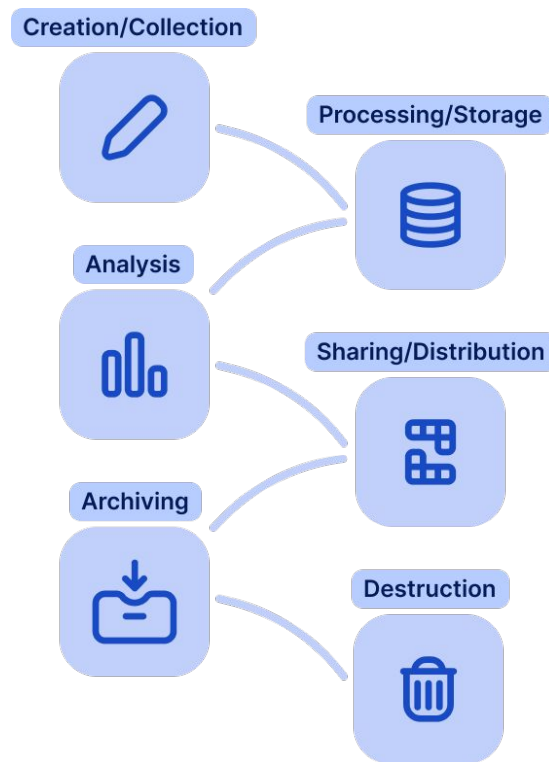 Creation/Collection
Processing/Storage
Analysis
Sharing/Distribution
Archiving
Destruction